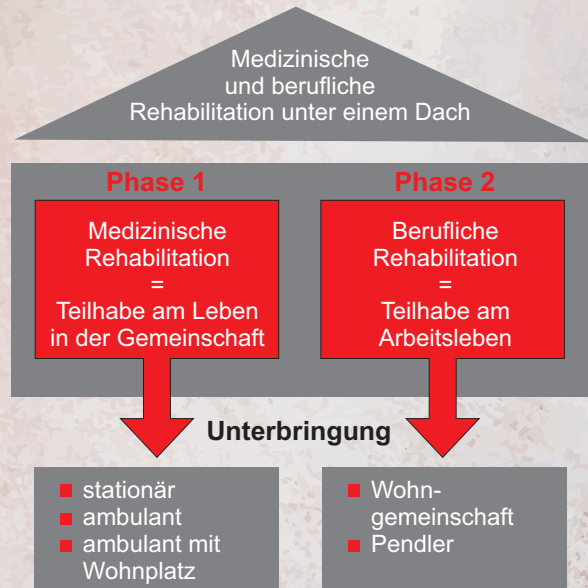 Medizinische
und berufliche
Rehabilitation unter einem Dach
Phase 1
Medizinische
Rehabilitation
=
Teilhabe am Leben
in der Gemeinschaft
Phase 2
Berufliche
Rehabilitation
=
Teilhabe am
Arbeitsleben
Unterbringung
stationär
ambulant
ambulant mit
Wohnplatz
Wohn-
gemeinschaft
Pendler